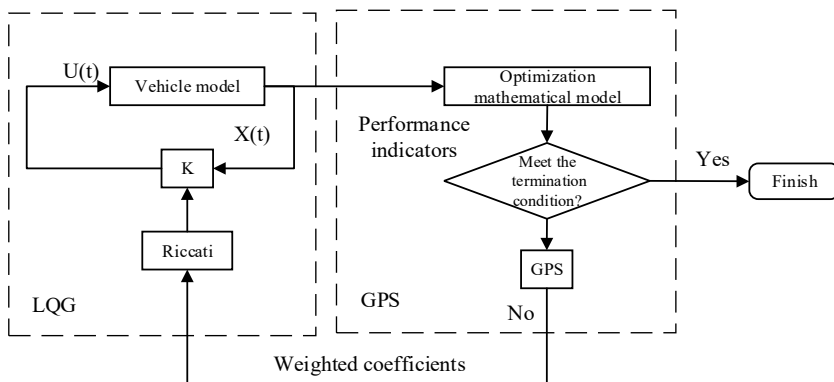 U(t)
Vehicle model
X(t)
K
Riccati
LQG
Optimization
mathematical model
Performance
indicators
Meet the
termination
condition?
Yes
Finish
GPS
GPS
No
Weighted coefficients